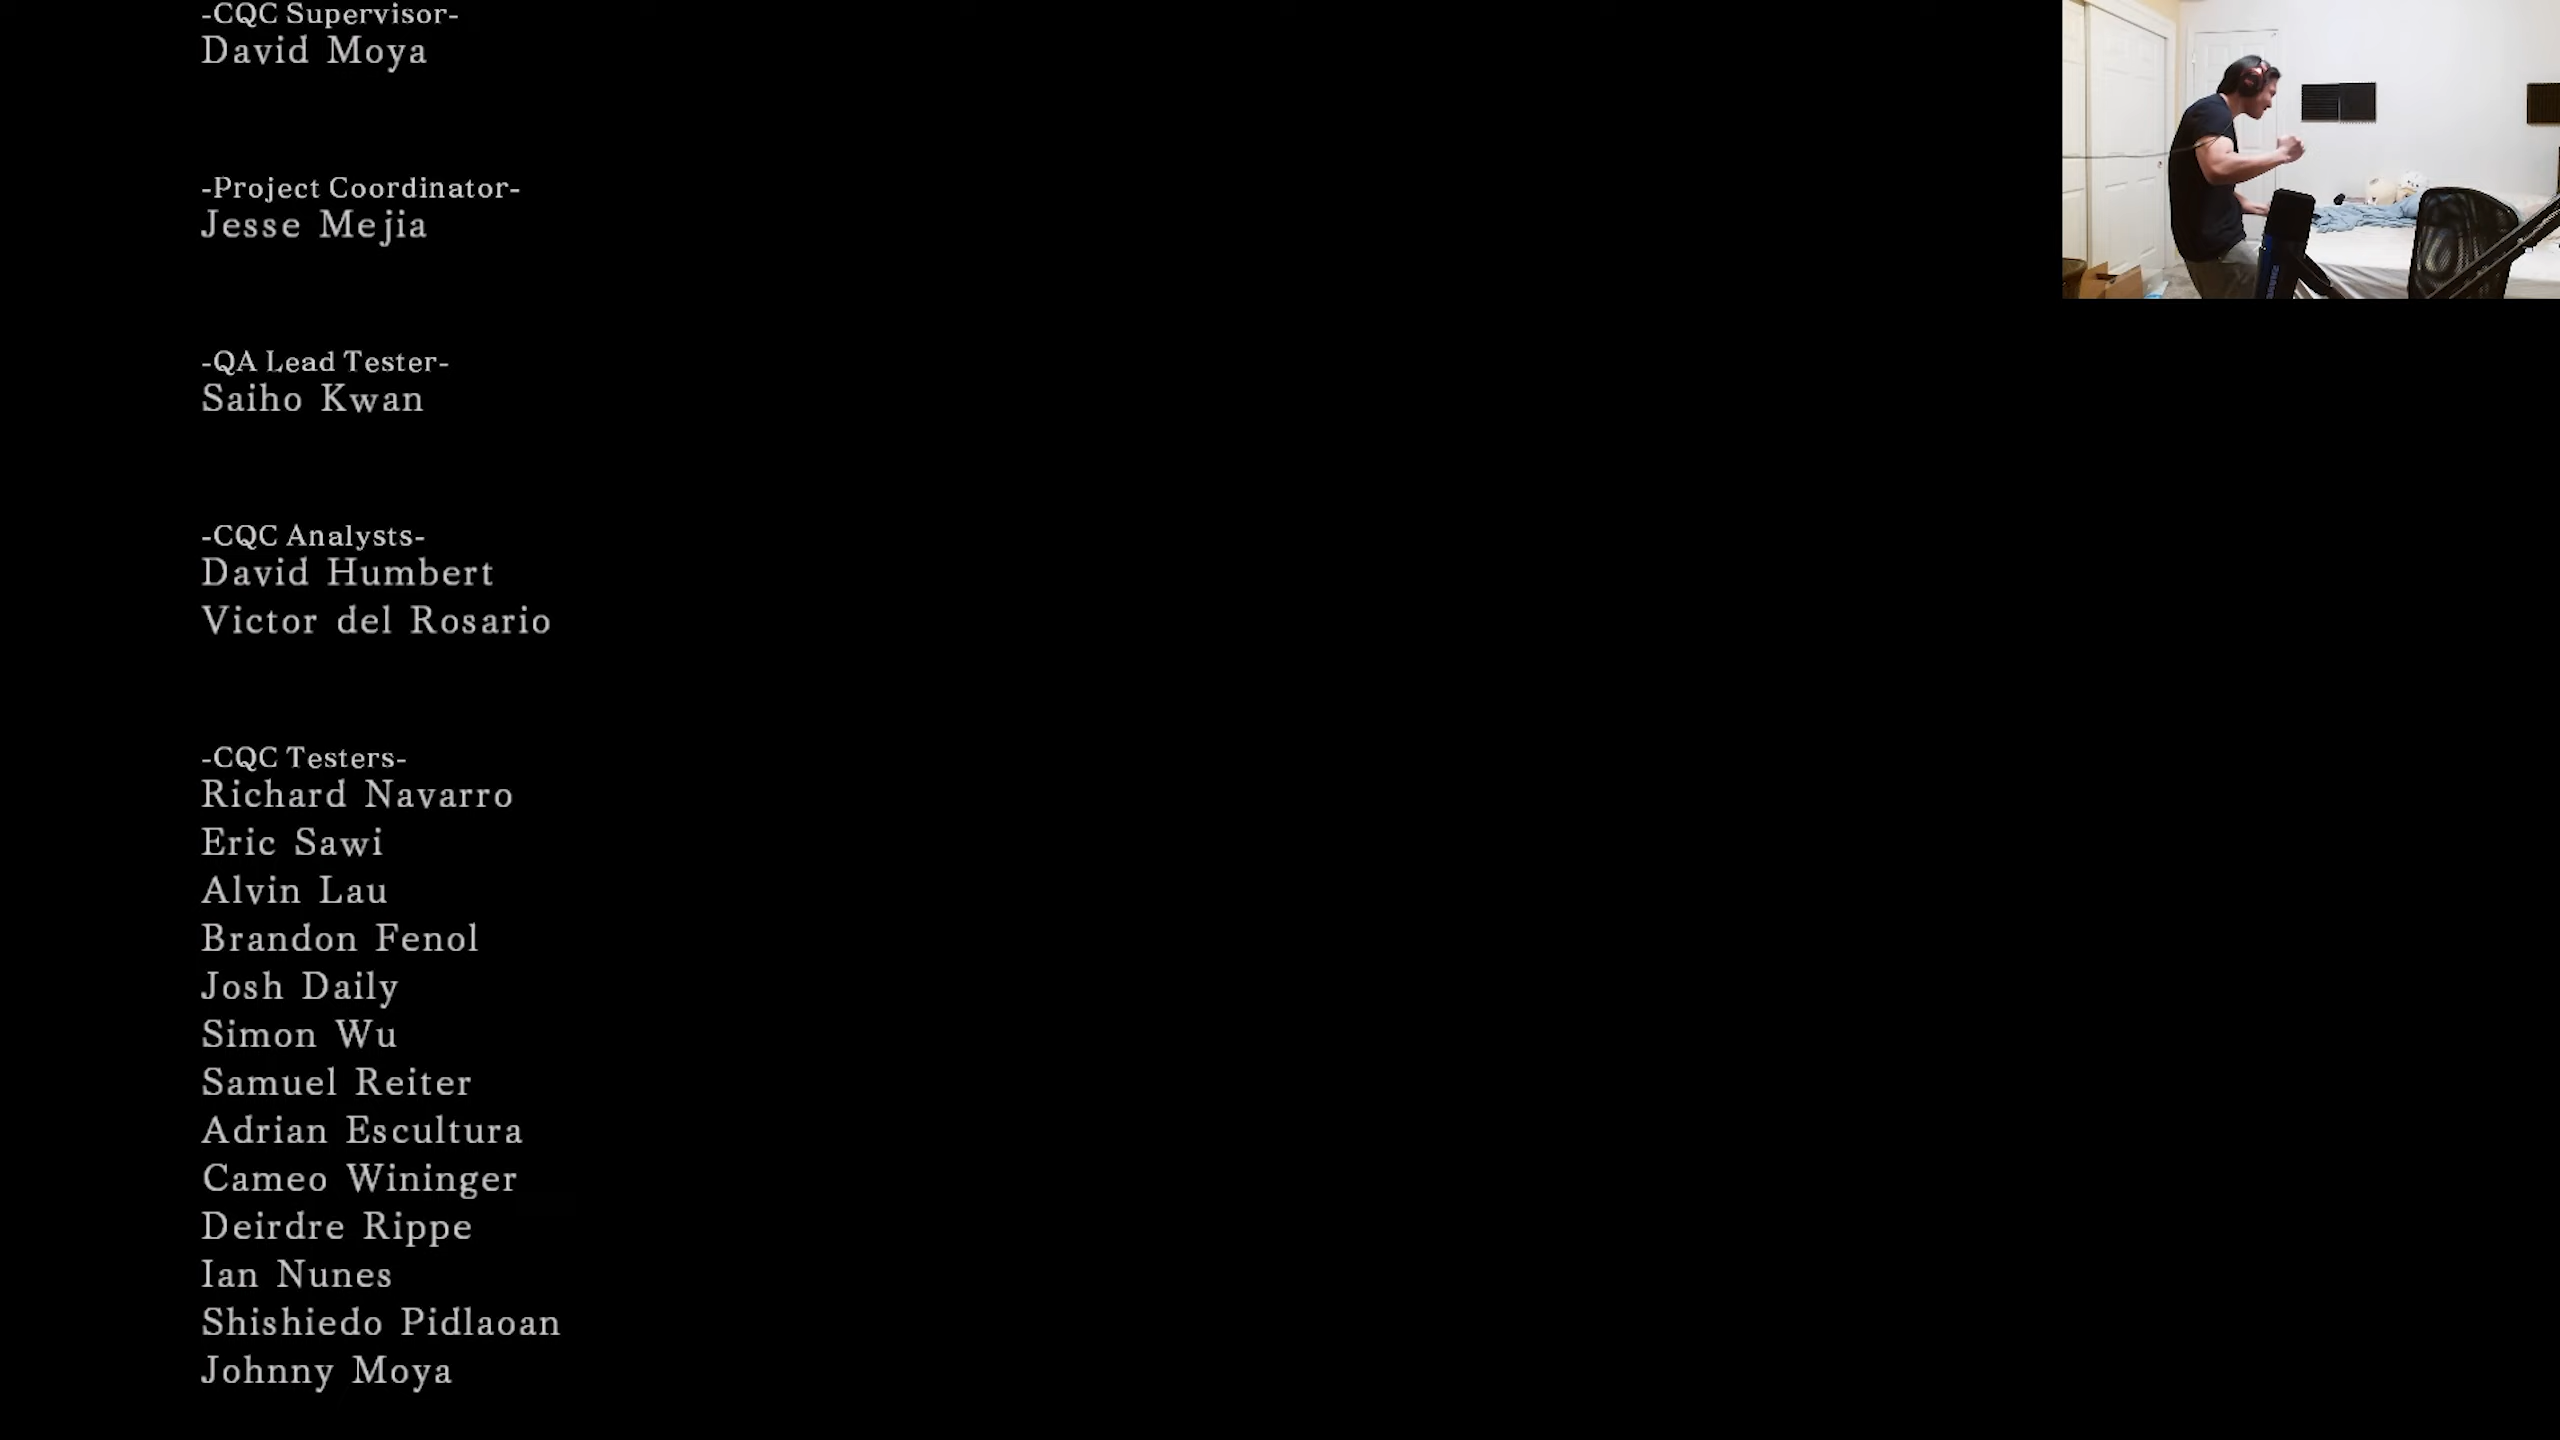 -CQC Supervisor-
David Moya
-Project Coordinator-
Jesse Mejia
-QA Lead Tester-
Saiho Kwan
-CQC Analysts-
David Humbert
Victor del Rosario
-CQC Testers-
Richard Navarro
Eric Sawi
Alvin Lau
Brandon Fenol
Josh Daily
Simon Wu
Samuel Reiter
Adrian Escultura
Cameo Wininger
Deirdre Rippe
Ian Nunes
Shishiedo Pidlaoan
Johnny Moya